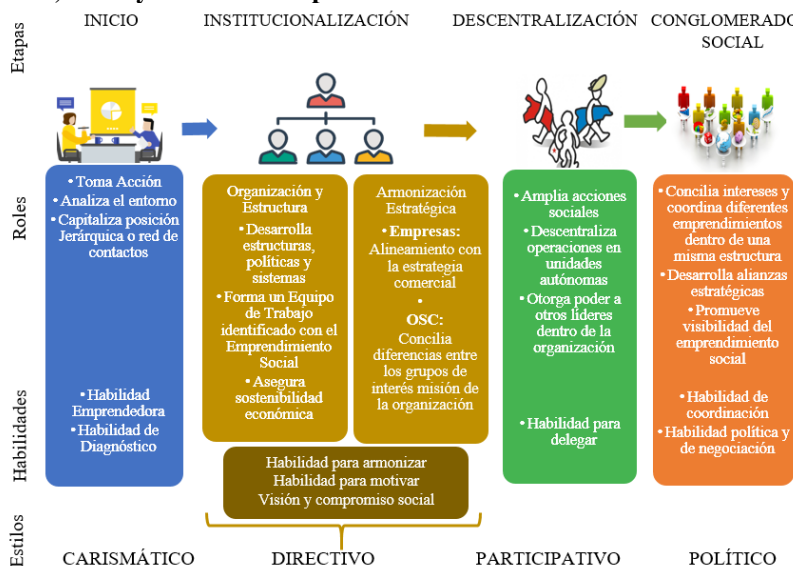 INICIO
INSTITUCIONALIZACIÓN
DESCENTRALIZACIÓN
CONGLOMERADO
SOCIAL
Etapas
Roles
• Toma Acción
• Analiza el entorno
• Capitaliza posición
Jerárquica o red de
contactos
Organización y
Estructura
• Desarrolla
estructuras,
políticas y
sistemas
• Forma un Equipo
de Trabajo
identificado con el
Emprendimiento
Social
• Asegura
sostenibilidad
económica
Armonización
Estratégica
• Empresas:
Alineamiento con
la estrategia
comercial
•
OSC:
Concilia
diferencias entre
los grupos de
interés misión de
la organización
• Amplia acciones
sociales
• Descentraliza
operaciones en
unidades
autónomas
• Otorga poder a
otros líderes
dentro de la
organización
• Concilia intereses y
coordina diferentes
emprendimientos
dentro de una
misma estructura
• Desarrolla alianzas
estratégicas
• Promueve
visibilidad del
emprendimiento
social
Habilidades
• Habilidad
Emprendedora
• Habilidad de
Diagnóstico
Habilidad para armonizar
Habilidad para motivar
Visión y compromiso social
• Habilidad para
delegar
• Habilidad de
coordinación
• Habilidad política y
de negociación
Estilos
CARISMÁTICO
DIRECTIVO
PARTICIPATIVO
POLÍTICO